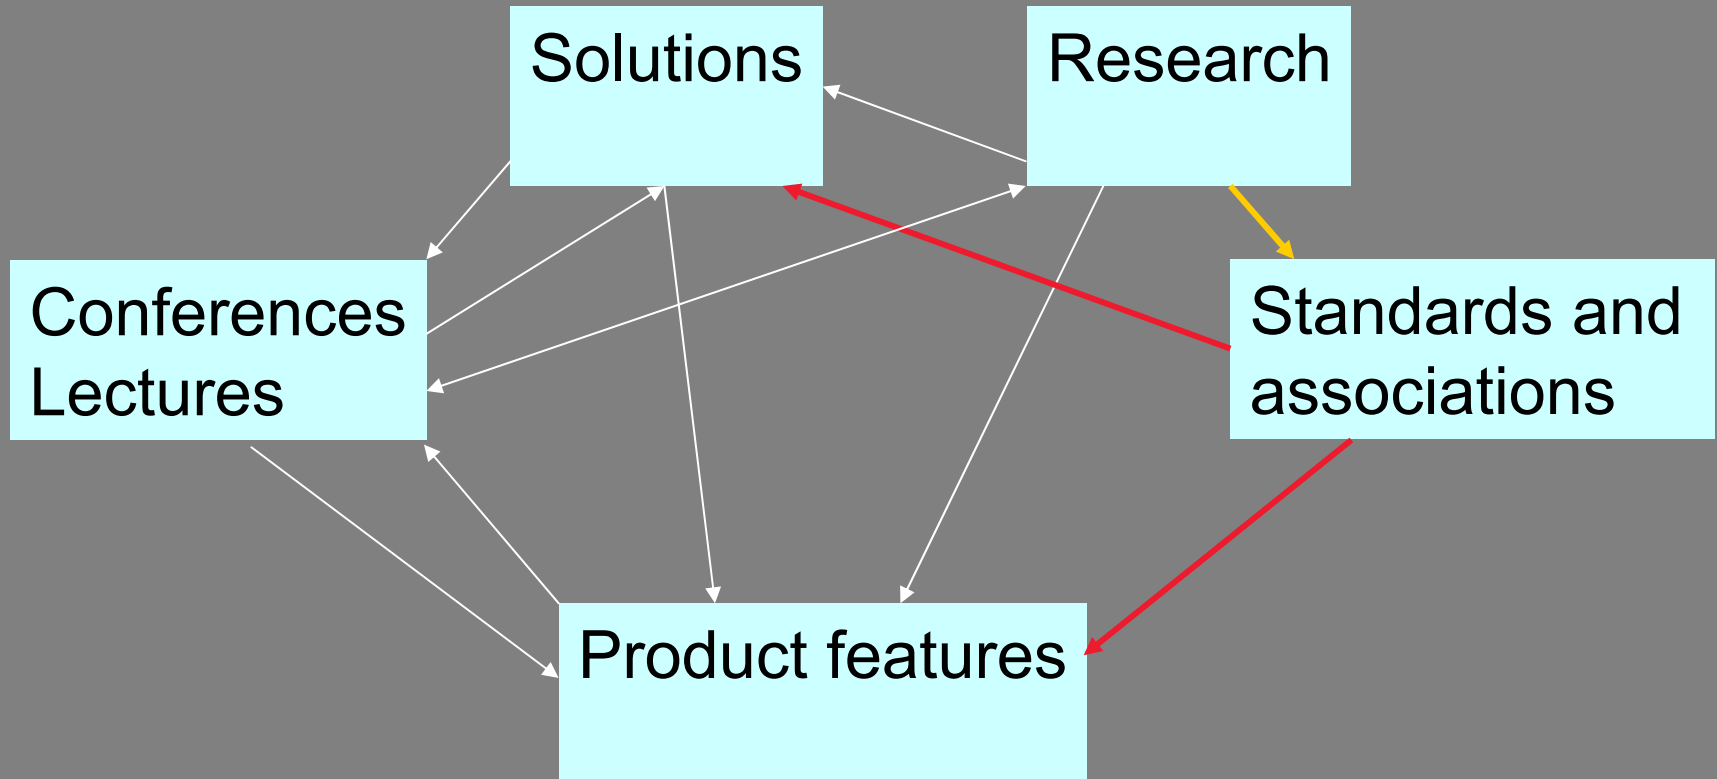 Solutions
Research
Conferences
Lectures
Standards and
associations
Product features